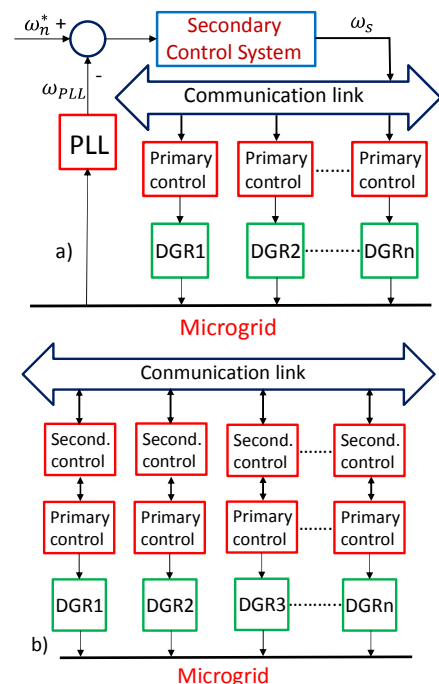 ω*n +
Secondary
Control System
ωs
-
ωPLL
Communication link
PLL
Primary
control
Primary
control
Primary
control
a)
DGR1
DGR2
DGRn
Microgrid
Conmunication link
Second.
control
Second.
control
Second.
control
Second.
control
Primary
control
Primary
control
Primary
control
Primary
control
DGR1
DGR2
DGR3
DGRn
b)
Microgrid